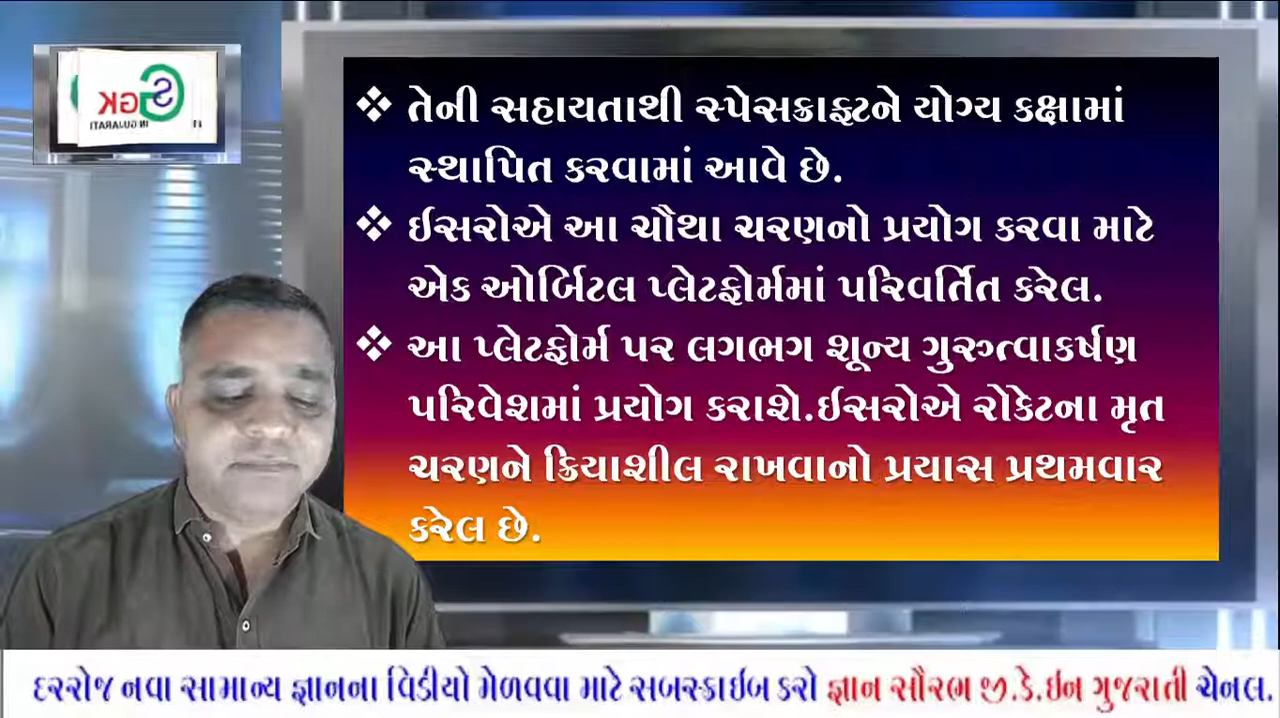 ❖ તેની સહાયતાથી સ્પેસક્રાફ્ટને યોગ્ય કક્ષામાં
સ્થાપિત કરવામાં આવે છે.
❖ ઈસરોએ આ ચૌથા ચરણનો પ્રયોગ કરવા માટે
એક ઓર્બિટલ પ્લેટફોર્મમાં પરિવર્તિત કરેલ.
❖ આ પ્લેટફોર્મ પર લગભગ શૂન્ય ગુરુત્વાકર્ષણ
પરિવેશમાં પ્રયોગ કરાશે.ઈસરોએ રોકેટના મૃત
ચરણને ક્રિયાશીલ રાખવાનો પ્રયાસ પ્રથમવાર
કરેલ છે.
દરરોજ નવા સામાન્ય જ્ઞાનના વિડીયો મેળવવા માટે સબસ્ક્રાઇબ કરો જ્ઞાન સૌરભ જી.કે.ઇન ગુજરાતી ચેનલ.